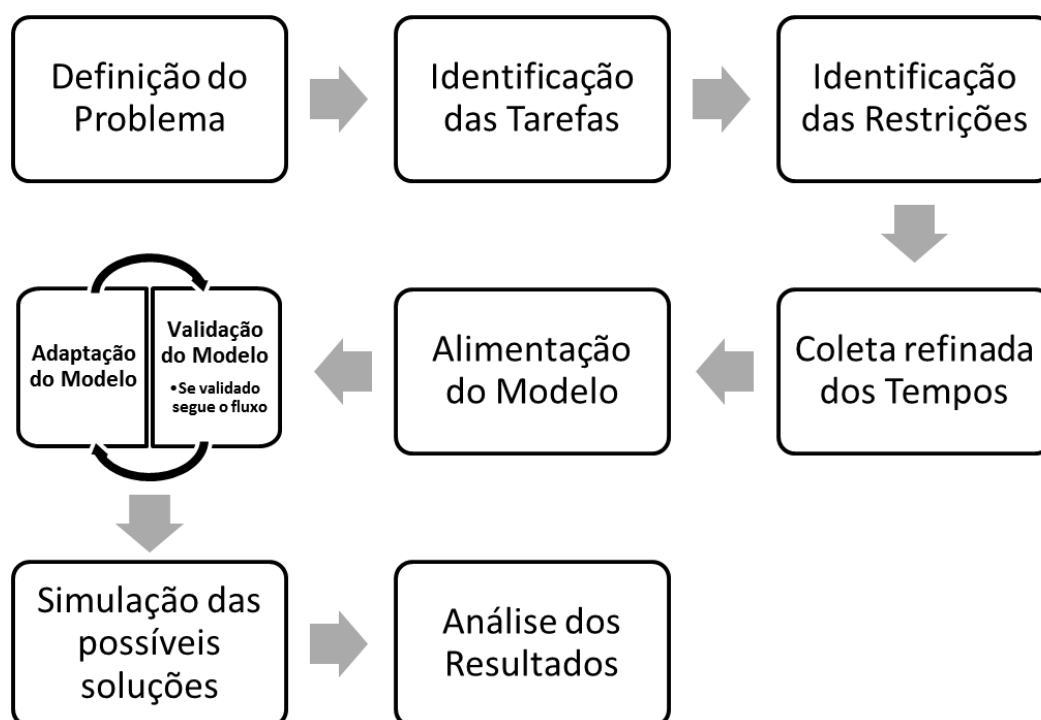 Definição do
Problema
Identificação
das Tarefas
Identificação
das Restrições
Coleta refinada
dos Tempos
Alimentação
do Modelo
Adaptação
do Modelo
Validação
do Modelo
•Se validado
segue o fluxo
Simulação das
possíveis
soluções
Análise dos
Resultados